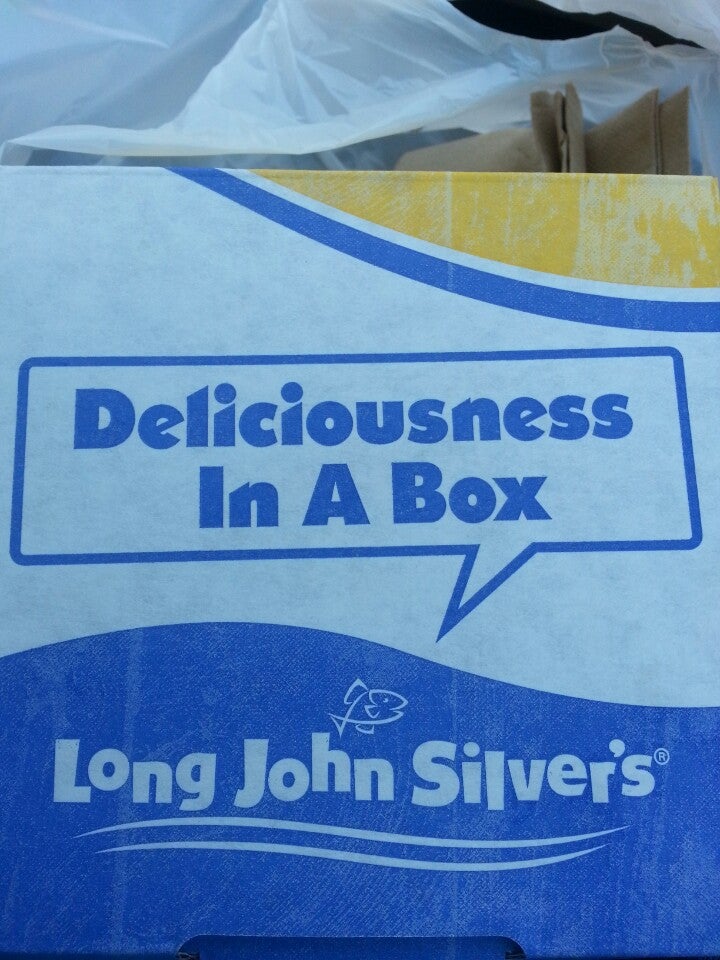 Deliciousness
In A Box
Long John Silver's®